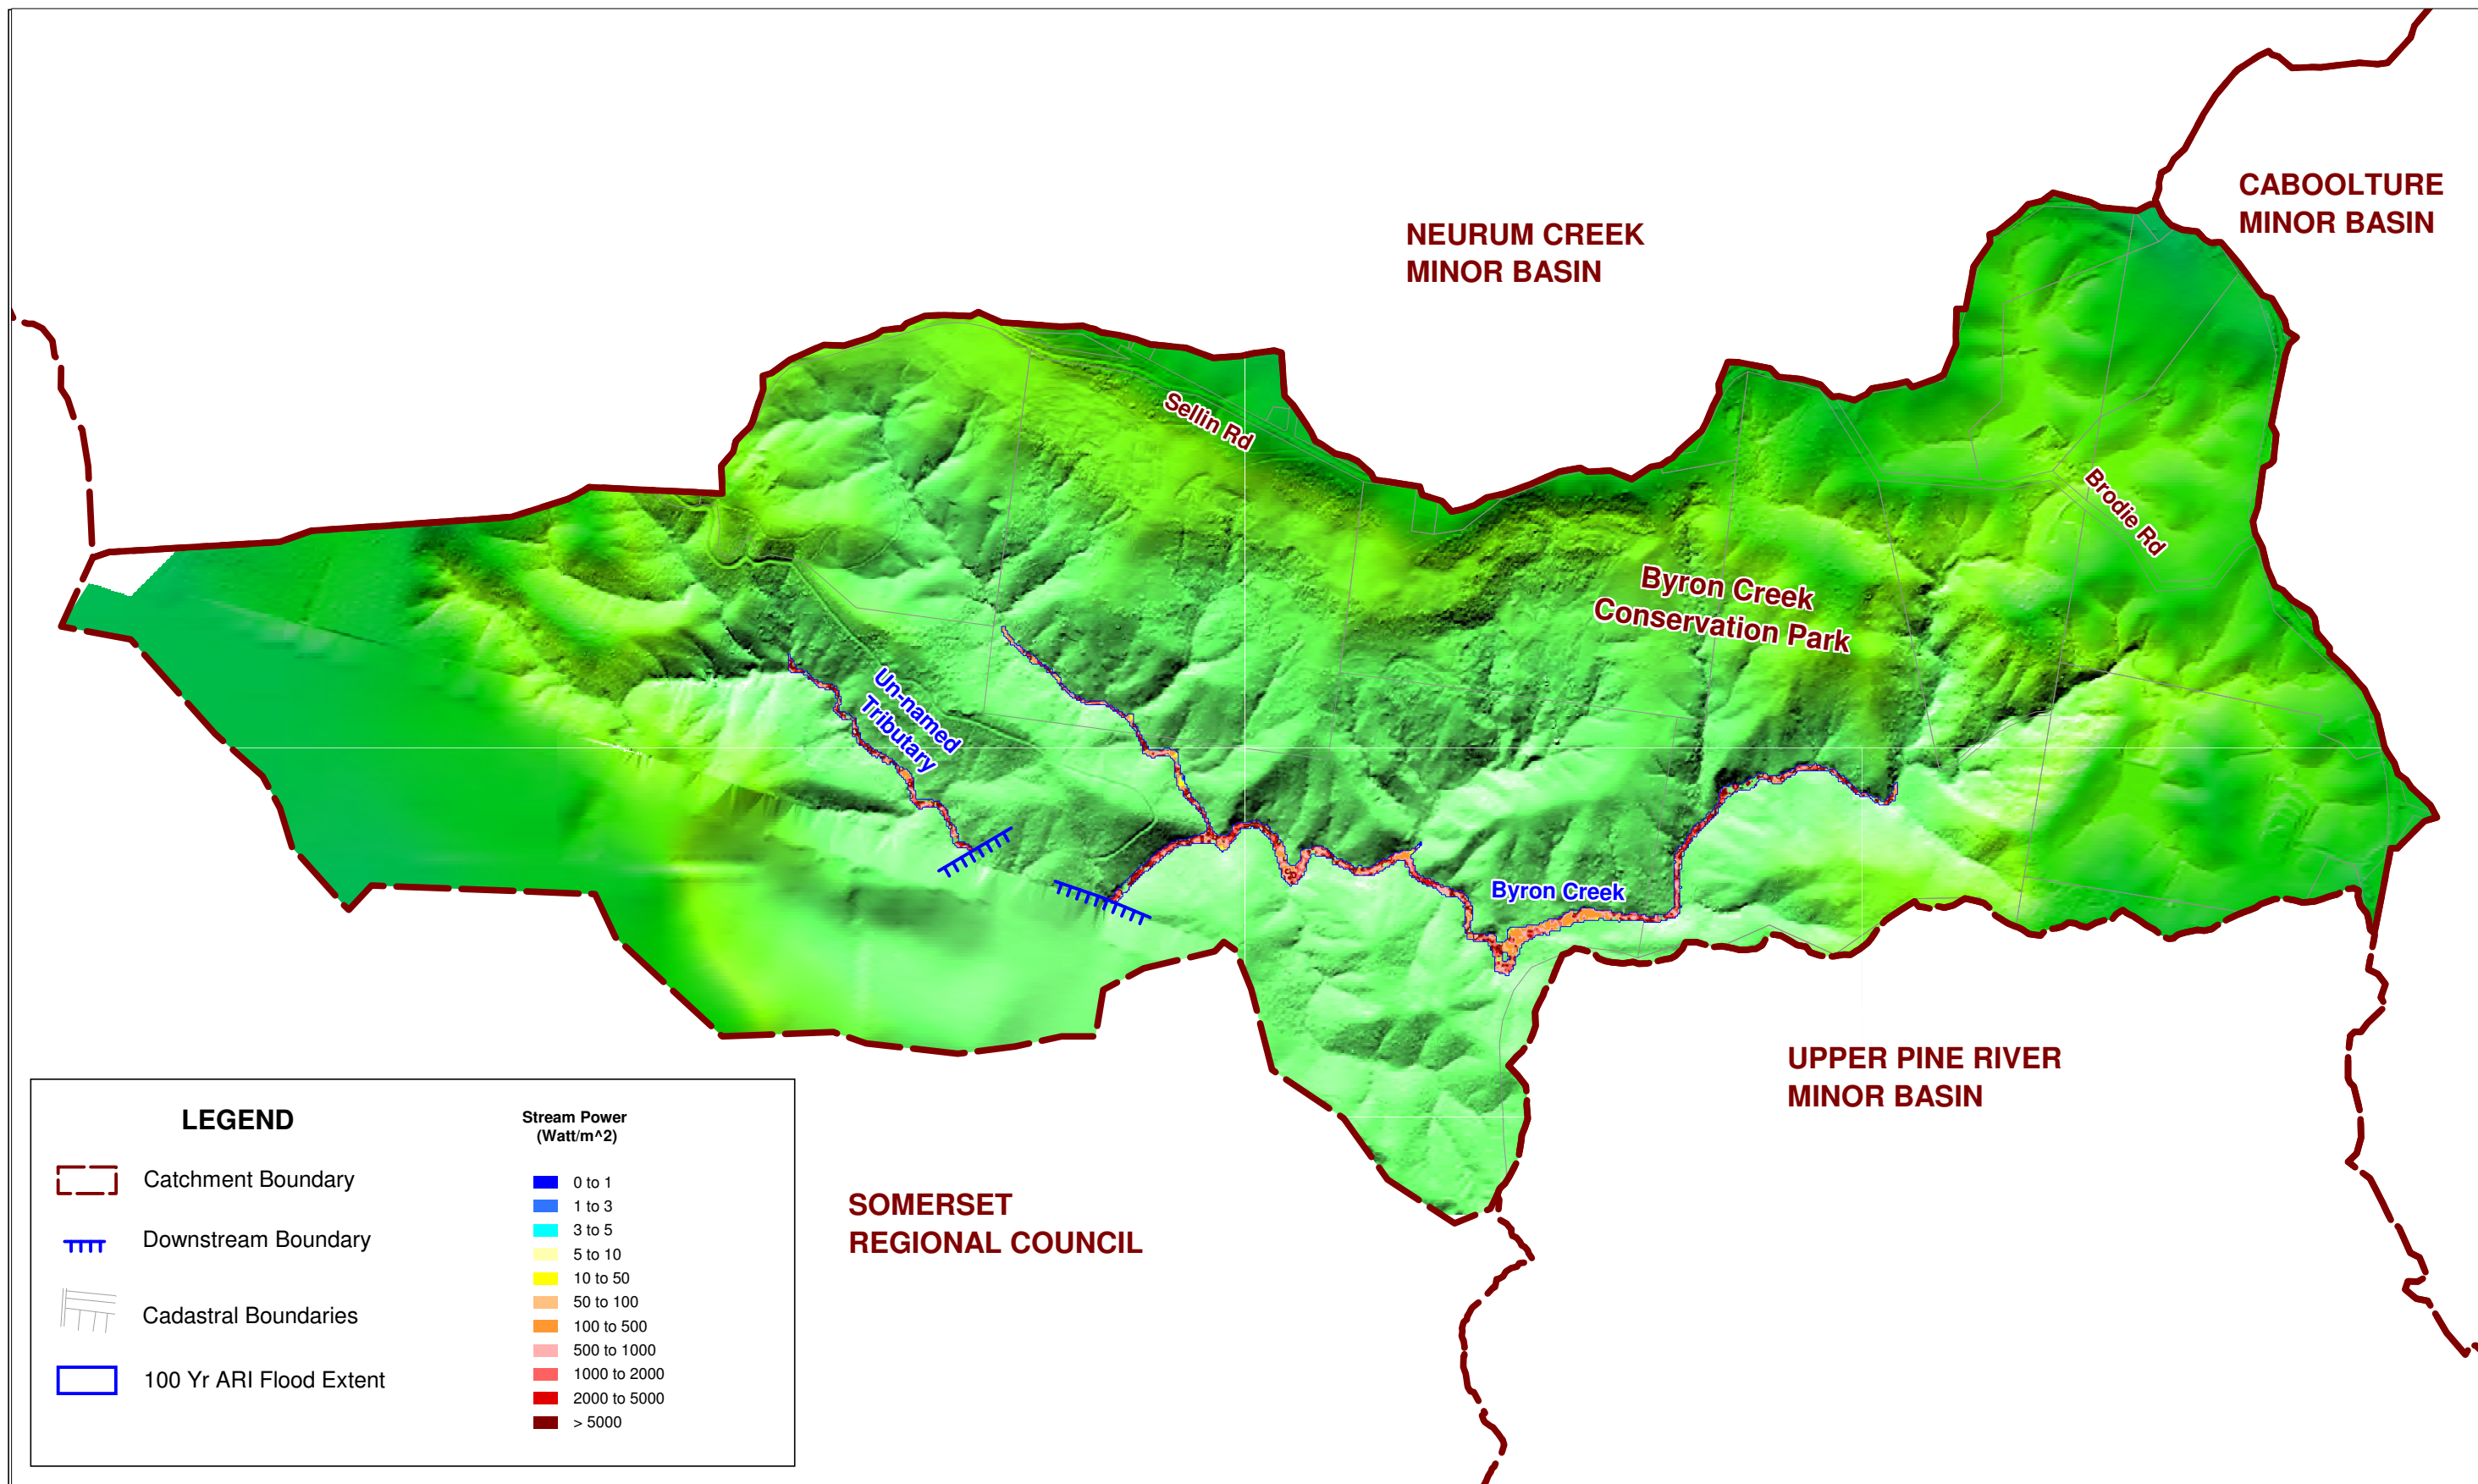 CABOOLTURE
MINOR BASIN
NEURUM CREEK
MINOR BASIN
Sellin Rd
Brodie Rd
Byron Creek
Conservation Park
Un-named
Tributary
Byron Creek
UPPER PINE RIVER
MINOR BASIN
SOMERSET
REGIONAL COUNCIL
LEGEND
Catchment Boundary
Downstream Boundary
Cadastral Boundaries
100 Yr ARI Flood Extent
Stream Power
(Watt/m^2)
0 to 1
1 to 3
3 to 5
5 to 10
10 to 50
50 to 100
100 to 500
500 to 1000
1000 to 2000
2000 to 5000
> 5000